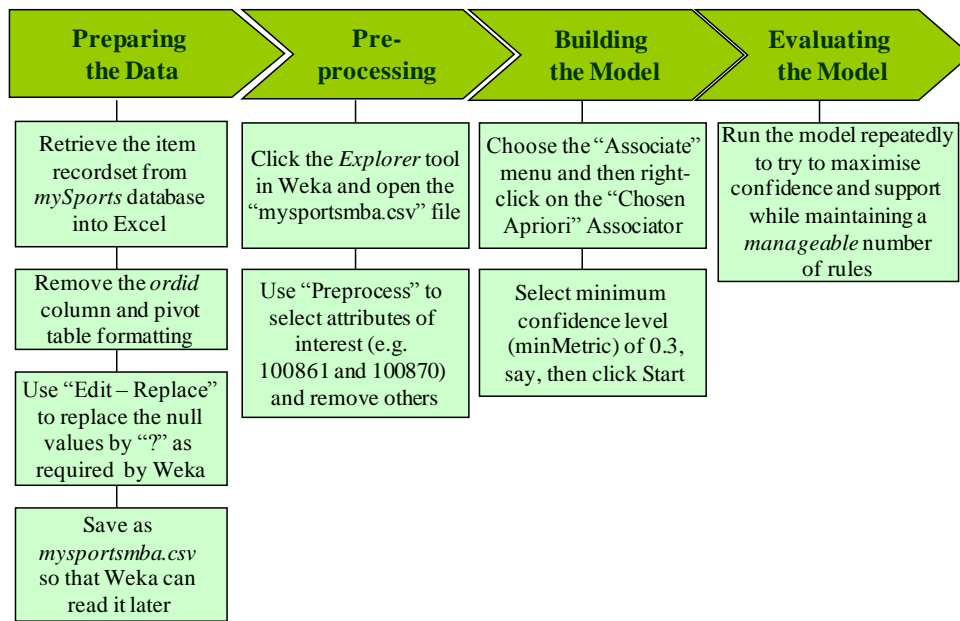 Preparing
the Data
Retrieve the item
recordset from
mySports database
into Excel
Remove the ordid
column and pivot
table formatting
Use “Edit – Replace”
to replace the null
values by “?” as
required by Weka
Save as
mysportsmba.csv
so that Weka can
read it later
Pre-
processing
Click the Explorer tool
in Weka and open the
“mysportsmba.csv” file
Use “Preprocess” to
select attributes of
interest (e.g.
100861 and 100870)
and remove others
Building
the Model
Choose the “Associate”
menu and then right-
click on the “Chosen
Apriori” Associator
Select minimum
confidence level
(minMetric) of 0.3,
say, then click Start
Evaluating
the Model
Run the model repeatedly
to try to maximise
confidence and support
while maintaining a
manageable number
of rules